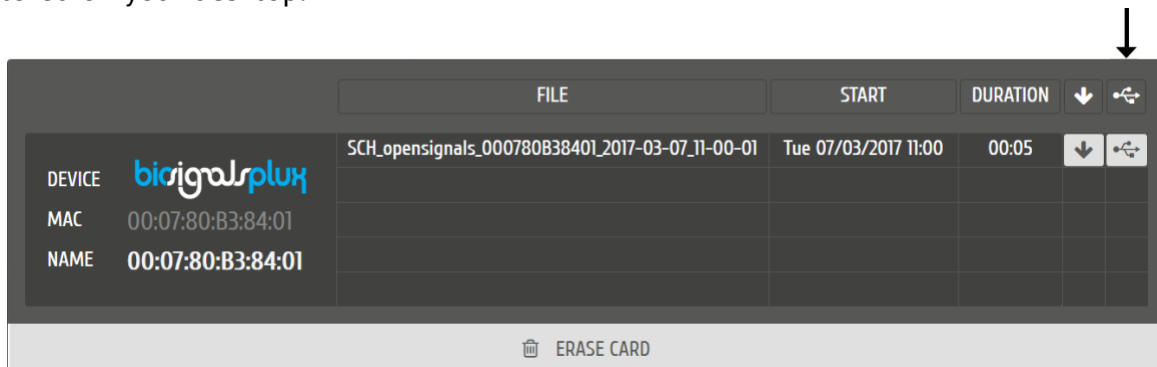 FILE START DURATION
SCH_opensignals_000780B38401_2017-03-07_11-00-01 Tue 07/03/2017 11:00 00:05
DEVICE biosignalsplux
MAC 00:07:80:B3:84:01
NAME 00:07:80:B3:84:01
ERASE CARD